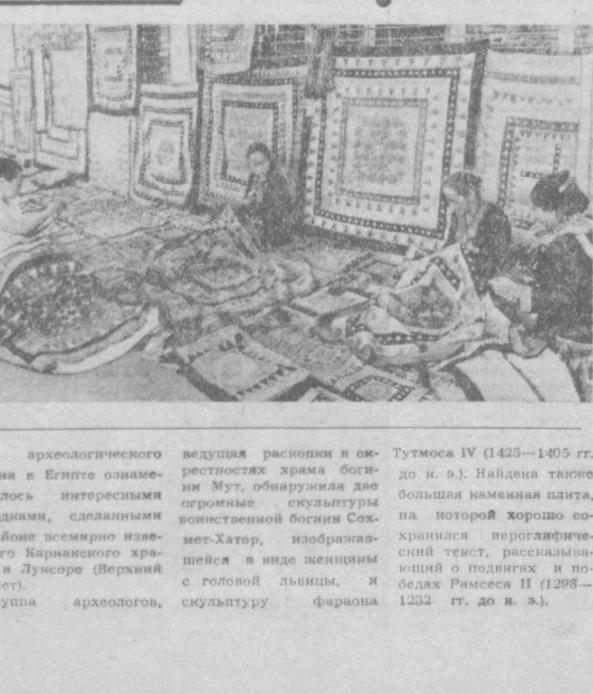 археологического
на в Египте ознаме-
лось интересными
дками, сделанными
йоне всемирно изве-
го Карнакского хра-
в Луксоре (Верхний
ет).
уппа археологов,
ведущая раскопки в ок-
рестностях храма боги-
ни Мут, обнаружила две
огромные скульптуры
воинственной богини Сох-
мет-Хатор, изображав-
шейся в виде женщины
с головой львицы, и
скульптуру фараона
Тутмоса IV (1425—1405 гг.
до н. э.). Найдена также
большая каменная плита,
на которой хорошо со-
хранился иероглифиче-
ский текст, рассказыва-
ющий о подвигах и по-
бедах Рамсеса II (1298—
1232 гг. до н. э.).